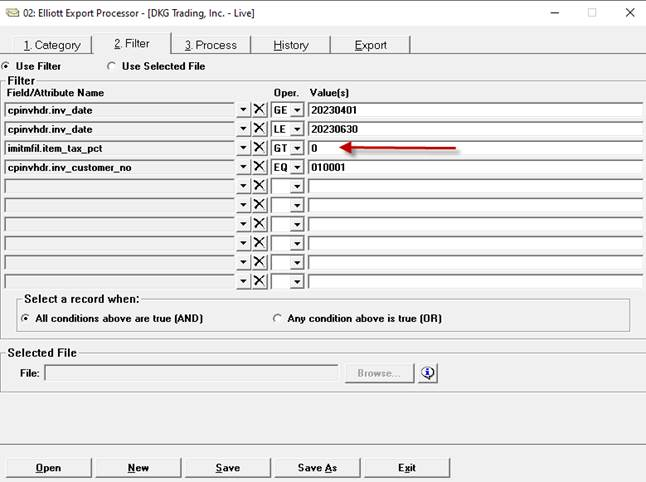 02: Elliott Export Processor - [DKG Trading, Inc. - Live]
1. Category 2. Filter 3. Process History Export
Use Filter Use Selected File
Filter
Field/Attribute Name Oper. Value(s)
cpinvhdr.inv_date GE 20230401
cpinvhdr.inv_date LE 20230630
imitmfil.item_tax_pct GT 0
cpinvhdr.inv_customer_no EQ 010001
Select a record when:
All conditions above are true (AND) Any condition above is true (OR)
Selected File
File: Browse...
Open New Save Save As Exit